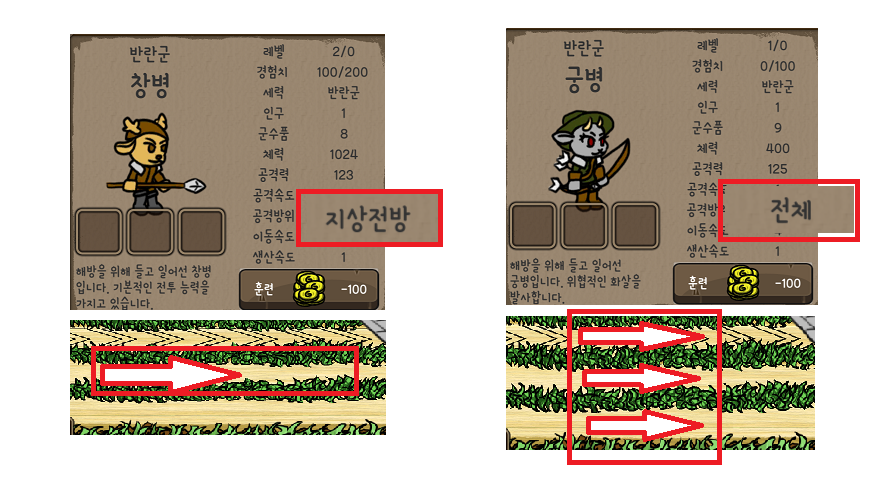 반란군
창병
레벨 2/0
경험치 100/200
세력 반란군
인구 1
군수품 8
체력 1024
공격력 123
공격속도
공격방위 지상전방
이동속도
생산속도 1
해방을 위해 들고 일어선 창병
입니다. 기본적인 전투 능력을
가지고 있습니다.
훈련 -100
반란군
궁병
레벨 1/0
경험치 0/100
세력 반란군
인구 1
군수품 9
체력 400
공격력 125
공격속도
공격방 전체
이동속도
생산속도 1
해방을 위해 들고 일어선
궁병입니다. 위협적인 화살을
발사합니다.
훈련 -100